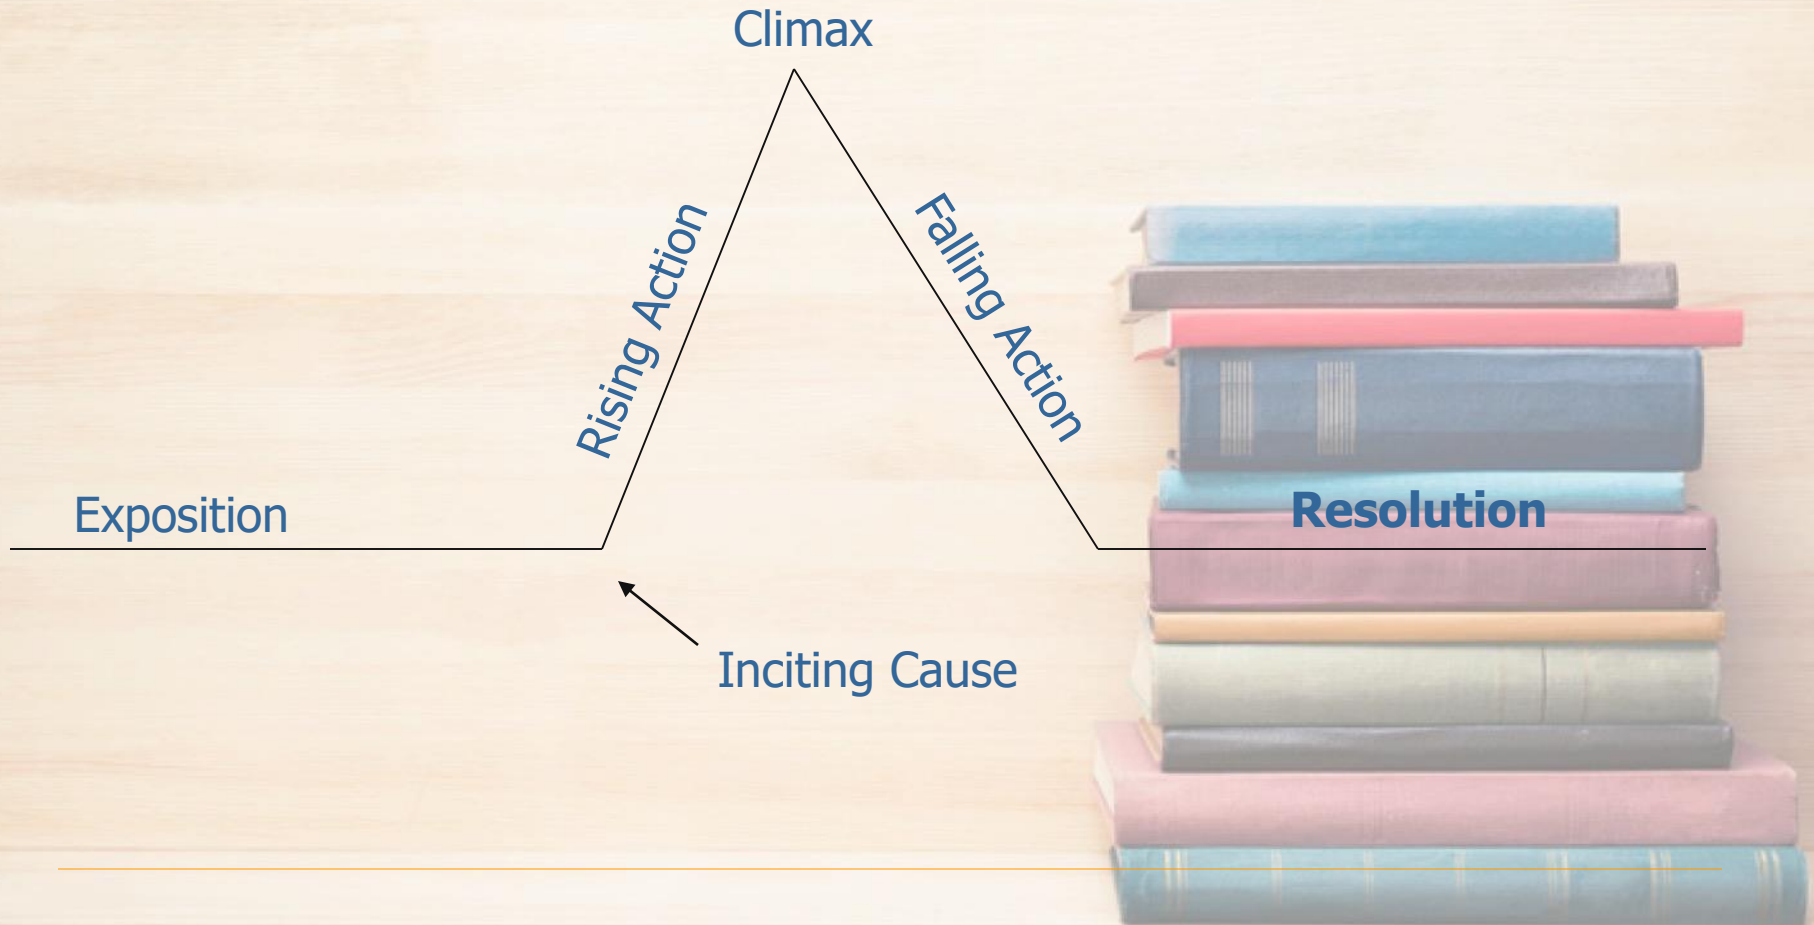 Climax
Rising Action
Falling Action
Exposition
Resolution
Inciting Cause